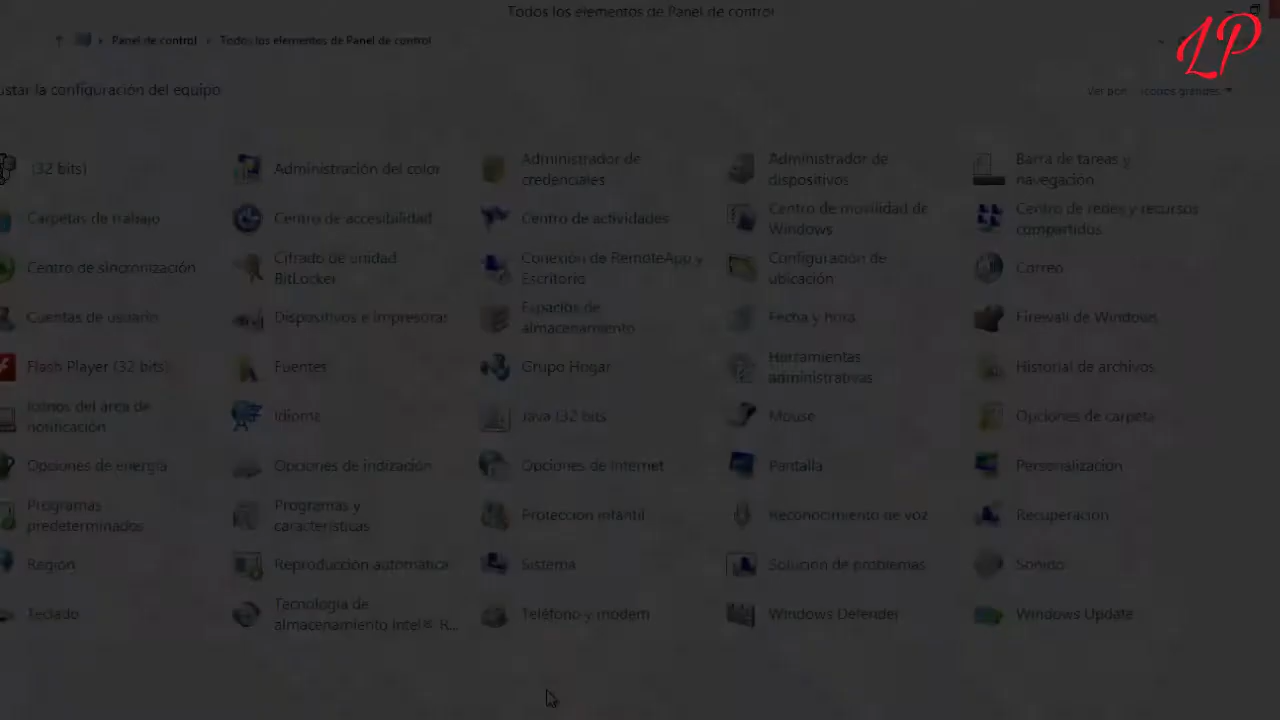 Todos los elementos de Panel de control
LP
Panel de control
Todos los elementos de Panel de control
ustar la configuración del equipo
Ver por:
Iconos grandes
(32 bits)
Administración del color
Administrador de
credenciales
Administrador de
dispositivos
Barra de tareas y
navegación
Carpetas de trabajo
Centro de accesibilidad
Centro de actividades
Centro de movilidad de
Windows
Centro de redes y recursos
compartidos
Centro de sincronización
Cifrado de unidad
BitLocker
Conexión de RemoteApp y
Escritorio
Configuración de
ubicación
Correo
Cuentas de usuario
Dispositivos e impresoras
Espacios de
almacenamiento
Fecha y hora
Firewall de Windows
Flash Player (32 bits)
Fuentes
Grupo Hogar
Herramientas
administrativas
Historial de archivos
Iconos del área de
notificación
Idioma
Java (32 bits
Mouse
Opciones de carpeta
Opciones de energía
Opciones de indización
Opciones de Internet
Pantalla
Personalización
Programas
predeterminados
Programas y
características
Protección infantil
Reconocimiento de voz
Recuperación
Región
Reproducción automática
Sistema
Solución de problemas
Sonido
Teclado
Tecnología de
almacenamiento Intel® R...
Teléfono y módem
Windows Defender
Windows Update